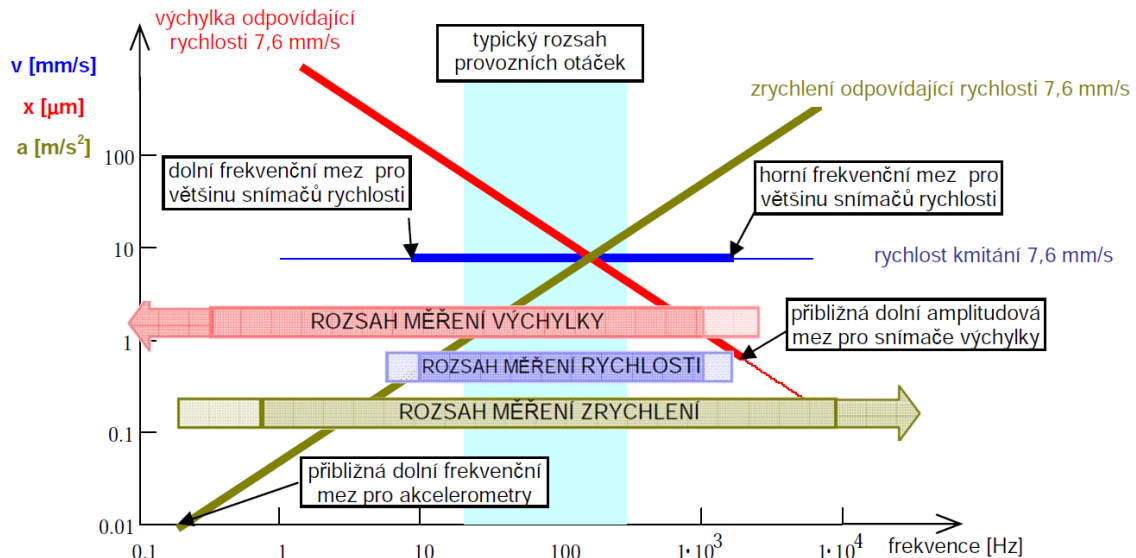 výchylka odpovídající
rychlosti 7,6 mm/s
typický rozsah
provozních otáček
v [mm/s]
x [µm]
a [m/s²]
zrychlení odpovídající rychlosti 7,6 mm/s
100
dolní frekvenční mez pro
většinu snímačů rychlosti
horní frekvenční mez pro
většinu snímačů rychlosti
10
rychlost kmitání 7,6 mm/s
ROZSAH MĚŘENÍ VÝCHYLKY
přibližná dolní amplitudová
mez pro snímače výchylky
1
ROZSAH MĚŘENÍ RYCHLOSTI
ROZSAH MĚŘENÍ ZRYCHLENÍ
0.1
přibližná dolní frekvenční
mez pro akcelerometry
0.01
0.1 1 10 100 1·10³ 1·10⁴ frekvence [Hz]